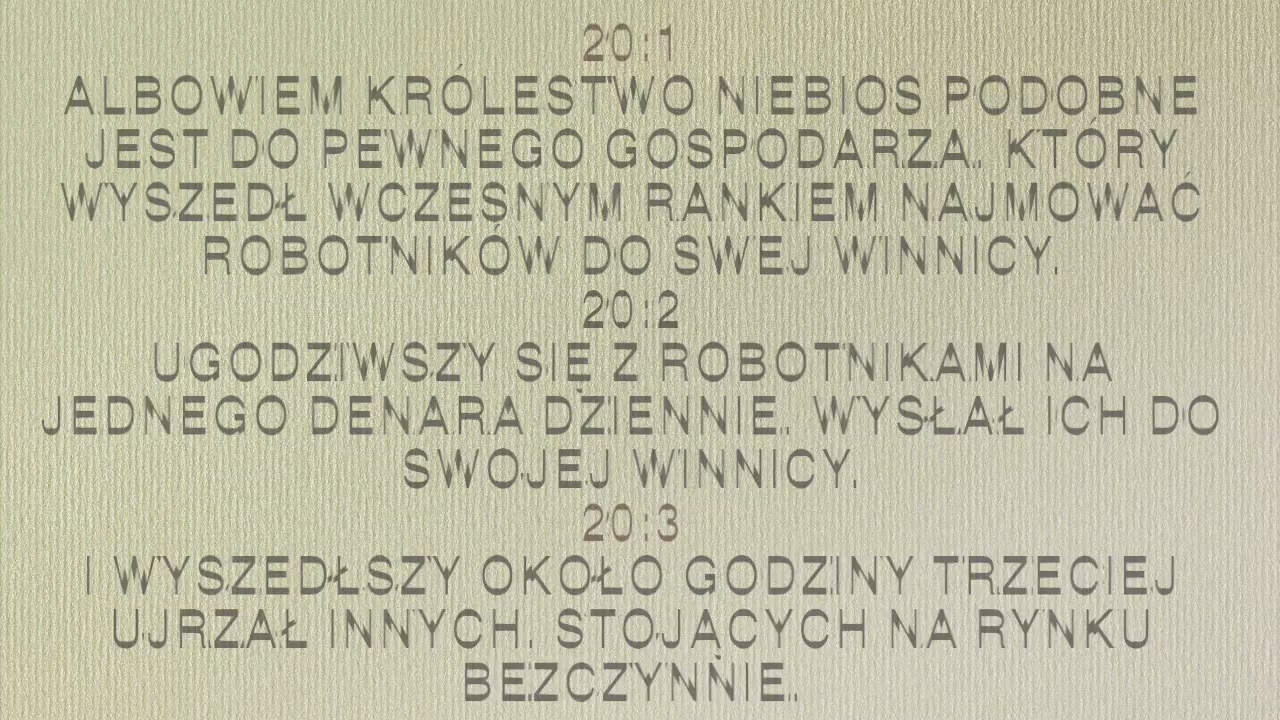 20:1
ALBOWIEM KRÓLESTWO NIEBIOS PODOBNE
JEST DO PEWNEGO GOSPODARZA, KTÓRY
WYSZEDŁ WCZESNYM RANKIEM NAJMOWAĆ
ROBOTNIKÓW DO SWEJ WINNICY.
20:2
UGODZIWSZY SIĘ Z ROBOTNIKAMI NA
JEDNEGO DENARA DZIENNIE, WYSŁAŁ ICH DO
SWOJEJ WINNICY.
20:3
I WYSZEDŁSZY OKOŁO GODZINY TRZECIEJ
UJRZAŁ INNYCH, STOJĄCYCH NA RYNKU
BEZCZYNNIE.